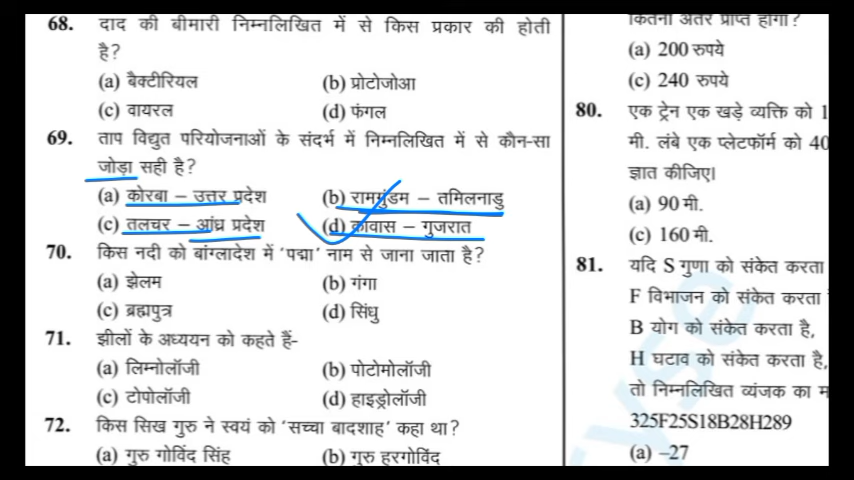 68. दाद की बीमारी निम्नलिखित में से किस प्रकार की होती
है?
(a) बैक्टीरियल (b) प्रोटोजोआ
(c) वायरल (d) फंगल
69. ताप विद्युत परियोजनाओं के संदर्भ में निम्नलिखित में से कौन-सा
जोड़ा सही है?
(a) कोरबा – उत्तर प्रदेश (b) रामगुंडम – तमिलनाडु
(c) तलचर – आंध्र प्रदेश (d) कावास – गुजरात
70. किस नदी को बांग्लादेश में 'पद्मा' नाम से जाना जाता है?
(a) झेलम (b) गंगा
(c) ब्रह्मपुत्र (d) सिंधु
71. झीलों के अध्ययन को कहते हैं-
(a) लिम्नोलॉजी (b) पोटोमोलॉजी
(c) टोपोलॉजी (d) हाइड्रोलॉजी
72. किस सिख गुरु ने स्वयं को 'सच्चा बादशाह' कहा था?
(a) गुरु गोविंद सिंह (b) गुरु हरगोविंद
कितना अंतर प्राप्त होगा?
(a) 200 रुपये
(c) 240 रुपये
80. एक ट्रेन एक खड़े व्यक्ति को 1
मी. लंबे एक प्लेटफॉर्म को 40
ज्ञात कीजिए।
(a) 90 मी.
(c) 160 मी.
81. यदि S गुणा को संकेत करता
F विभाजन को संकेत करता
B योग को संकेत करता है,
H घटाव को संकेत करता है,
तो निम्नलिखित व्यंजक का म
325F25S18B28H289
(a) –27